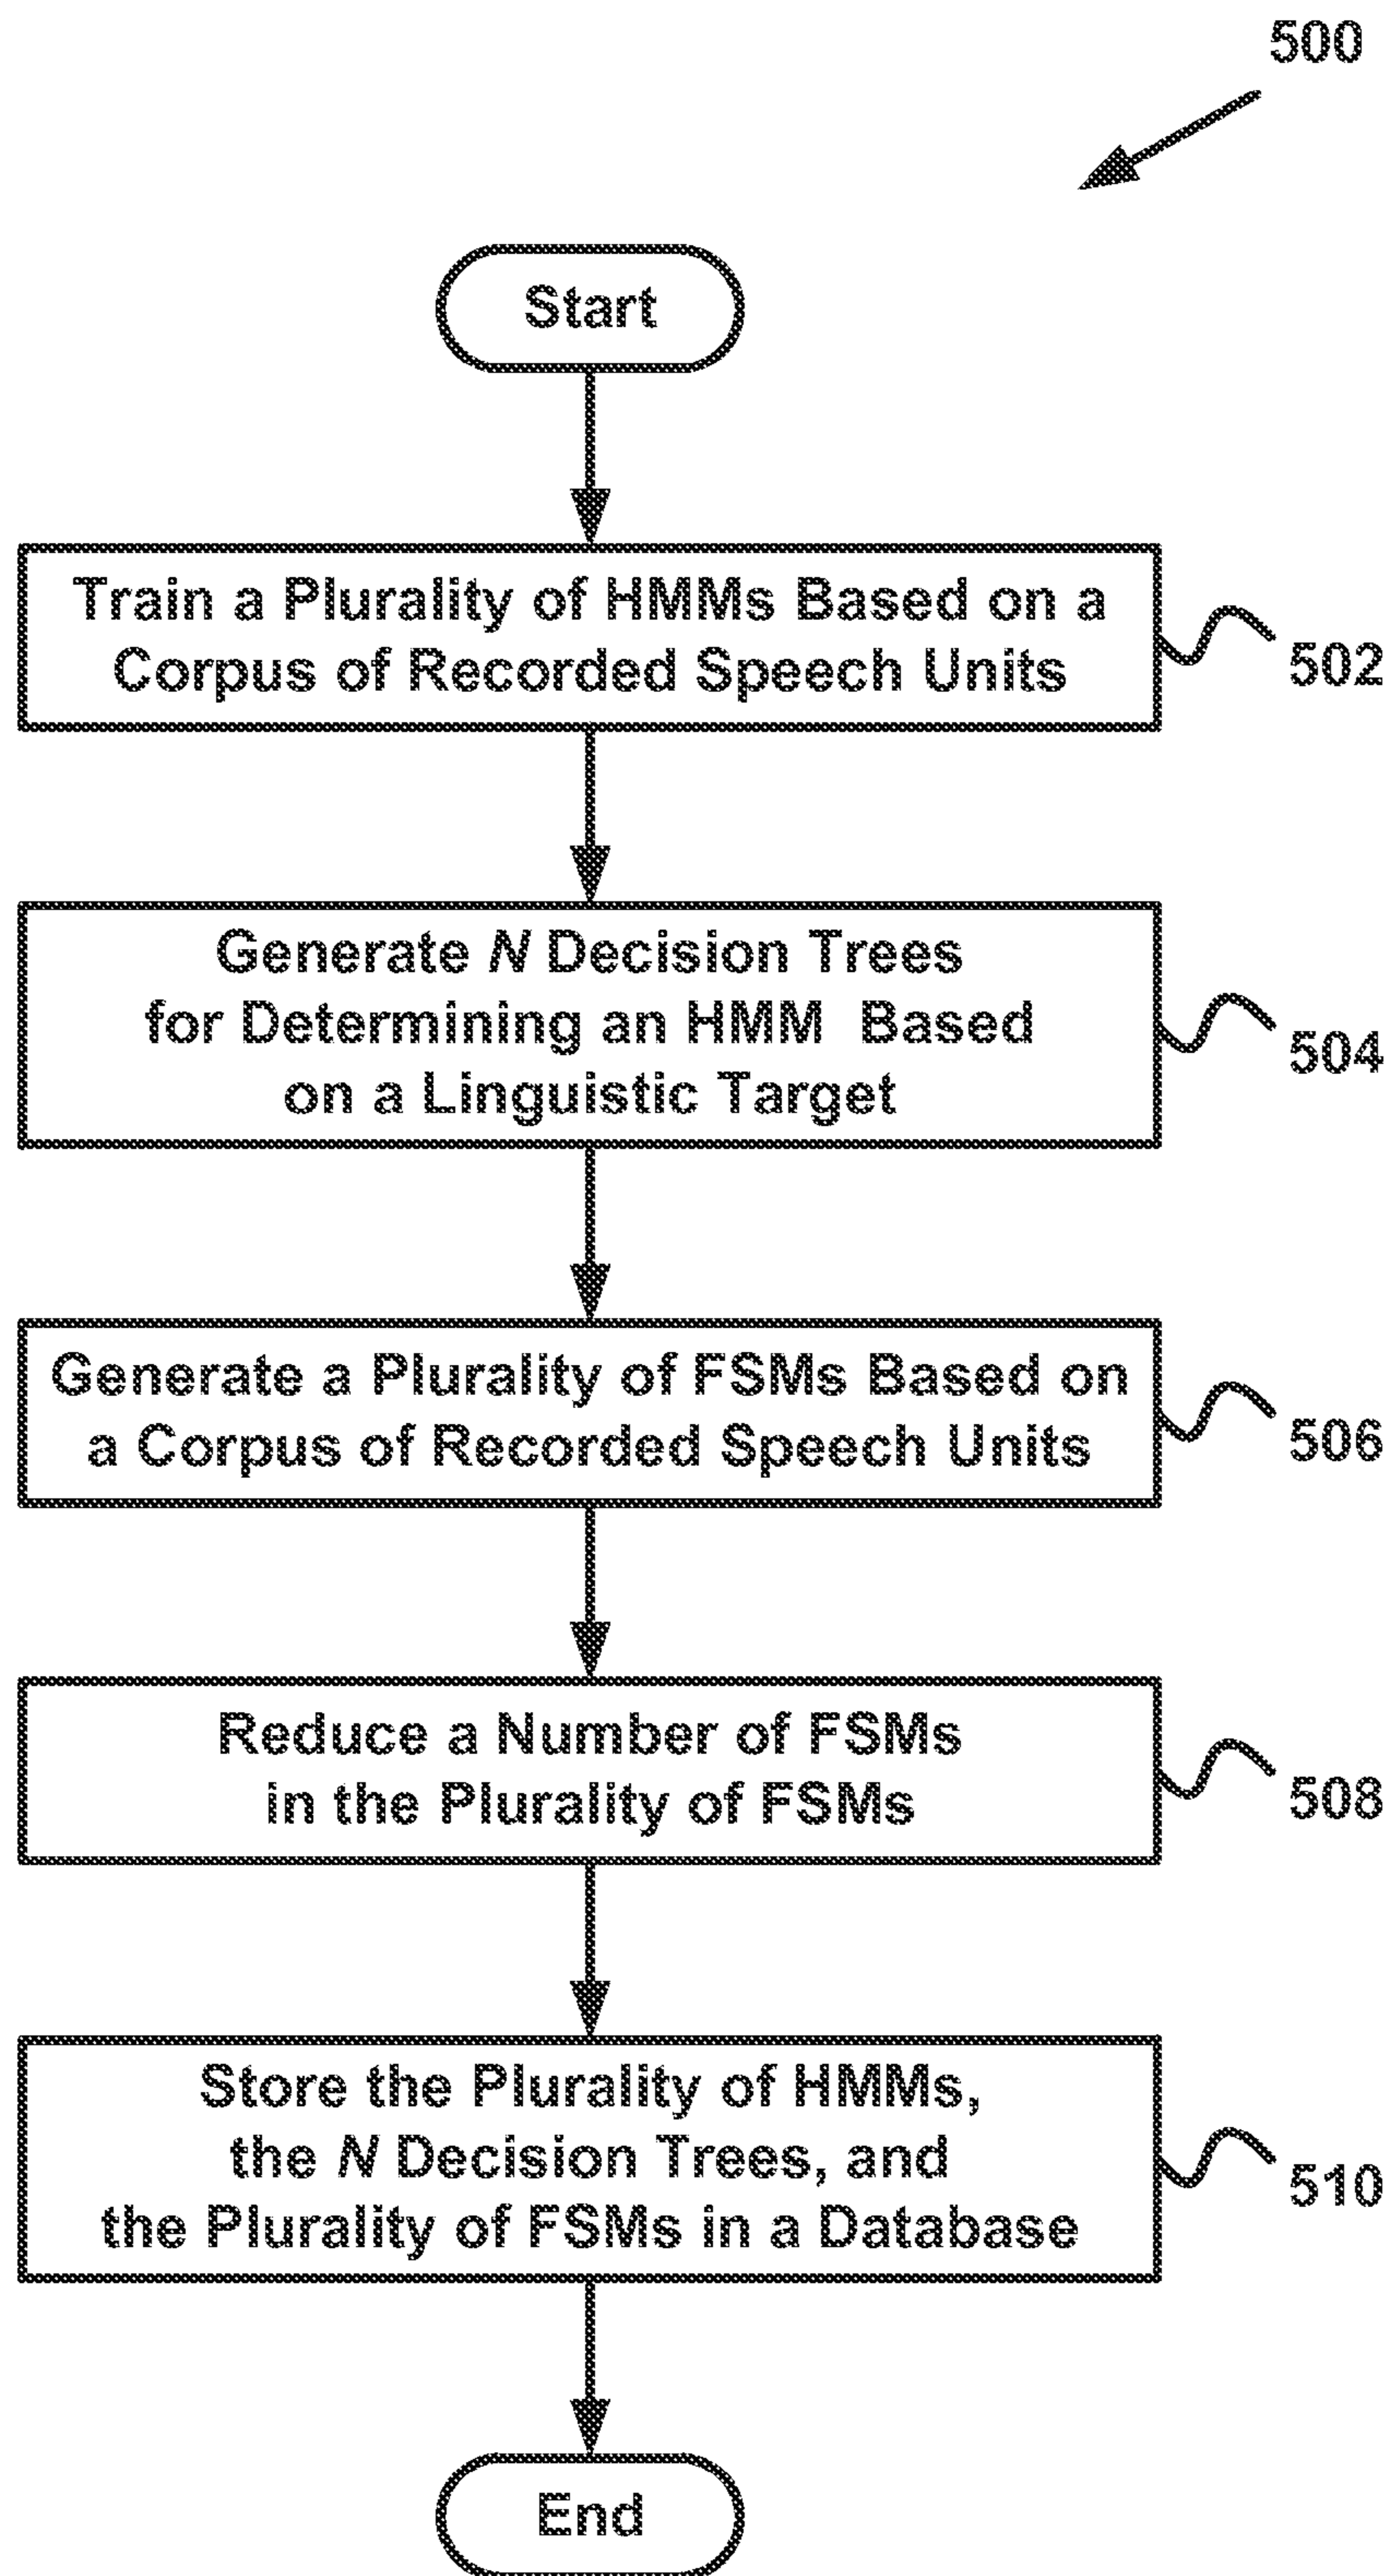 500
Start
Train a Plurality of HMMs Based on a
Corpus of Recorded Speech Units
502
Generate N Decision Trees
for Determining an HMM Based
on a Linguistic Target
504
Generate a Plurality of FSMs Based on
a Corpus of Recorded Speech Units
506
Reduce a Number of FSMs
in the Plurality of FSMs
508
Store the Plurality of HMMs,
the N Decision Trees, and
the Plurality of FSMs in a Database
510
End